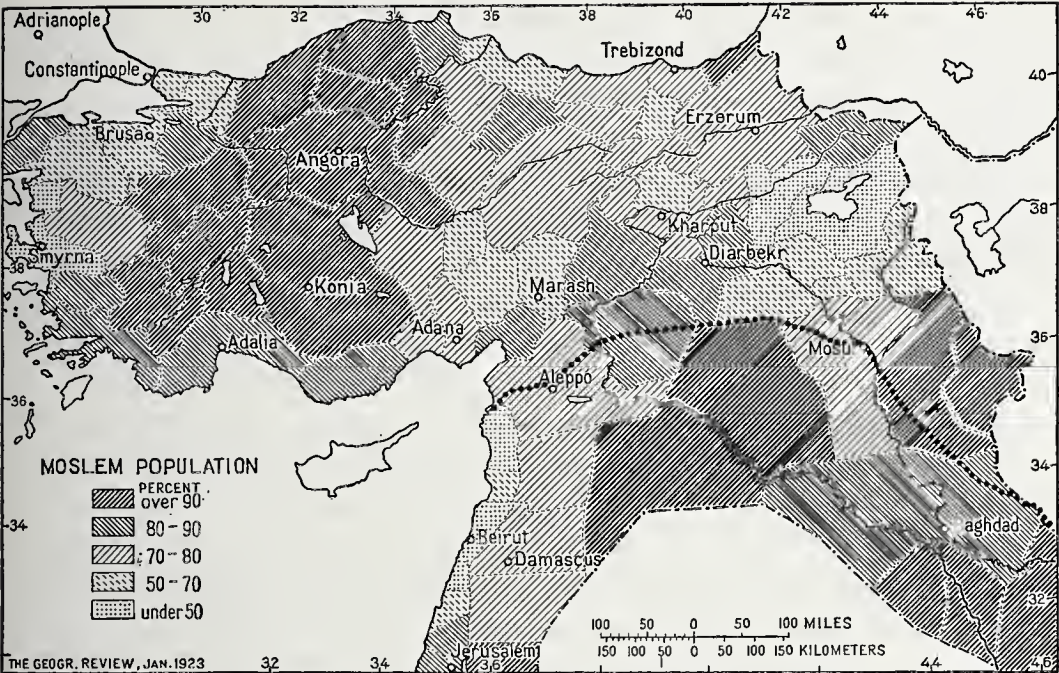 30 34 36 38 40 42 44 46
Adrianople
Constantinople
Trebizond
40
Brusa
Erzerum
Angora
38
Kharput
Diarbekr
Smyrna
38
Konia
Marash
Adana
Adalia
Mosul
36
Aleppo
36
MOSLEM POPULATION
PERCENT
over 90
80-90
70-80
50-70
under 50
34
34
Beirut
Damascus
aghdad
32
100 50 0 50 100 MILES
150 100 50 0 50 100 150 KILOMETERS
Jerusalem
THE GEOGR. REVIEW, JAN. 1923
32 34 36 44 46